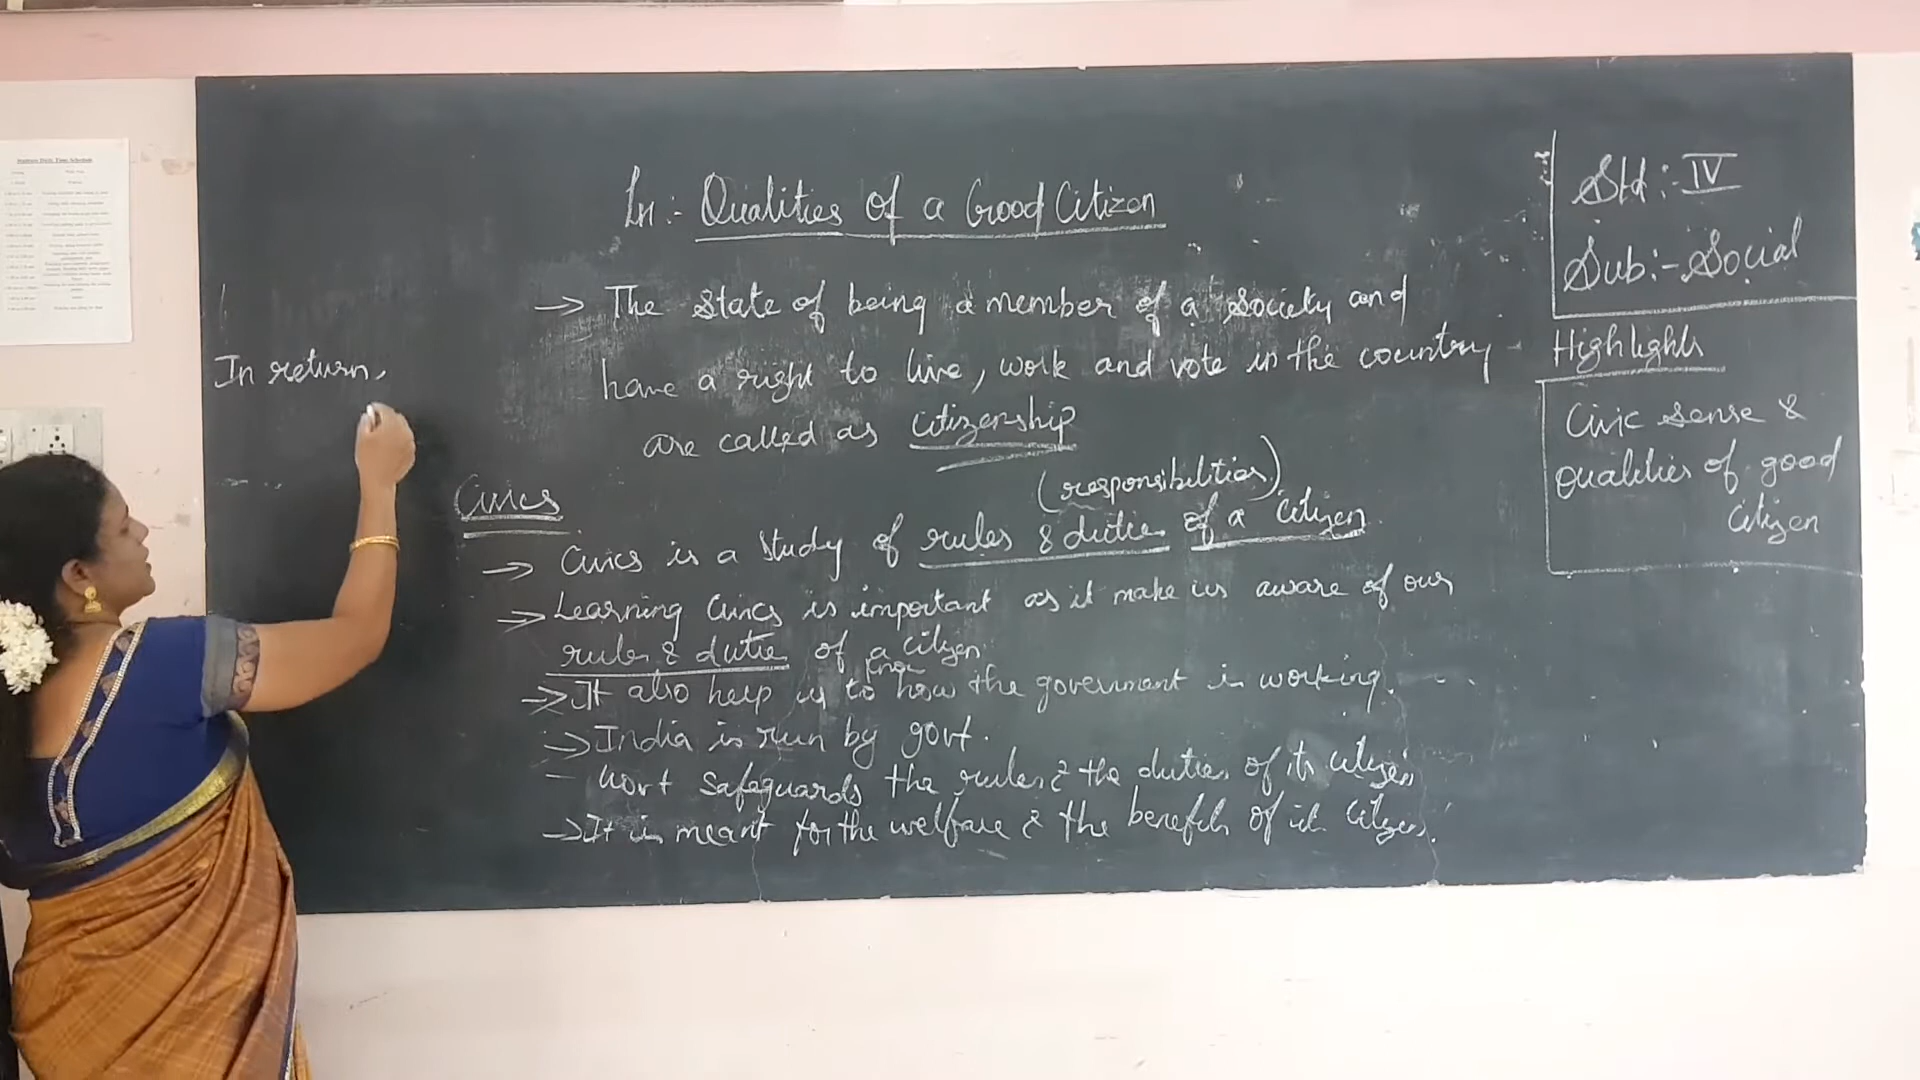 Ln :- Qualities of a Good Citizen
→ The state of being a member of a society and
have a right to live, work and vote in the country
are called as citizenship
(responsibilities)
Civics
→ Civics is a study of rules & duties of a citizen
→ Learning Civics is important as it make us aware of our
rules & duties of a citizen.
know
→ It also help us to how the government is working.
→ India is run by govt.
- Govt safeguards the rules & the duties of its citizens
→ It is meant for the welfare & the benefits of its citizens.
In return,
Std :- IV
Sub :- Social
Highlights
Civic sense &
qualities of good
citizen